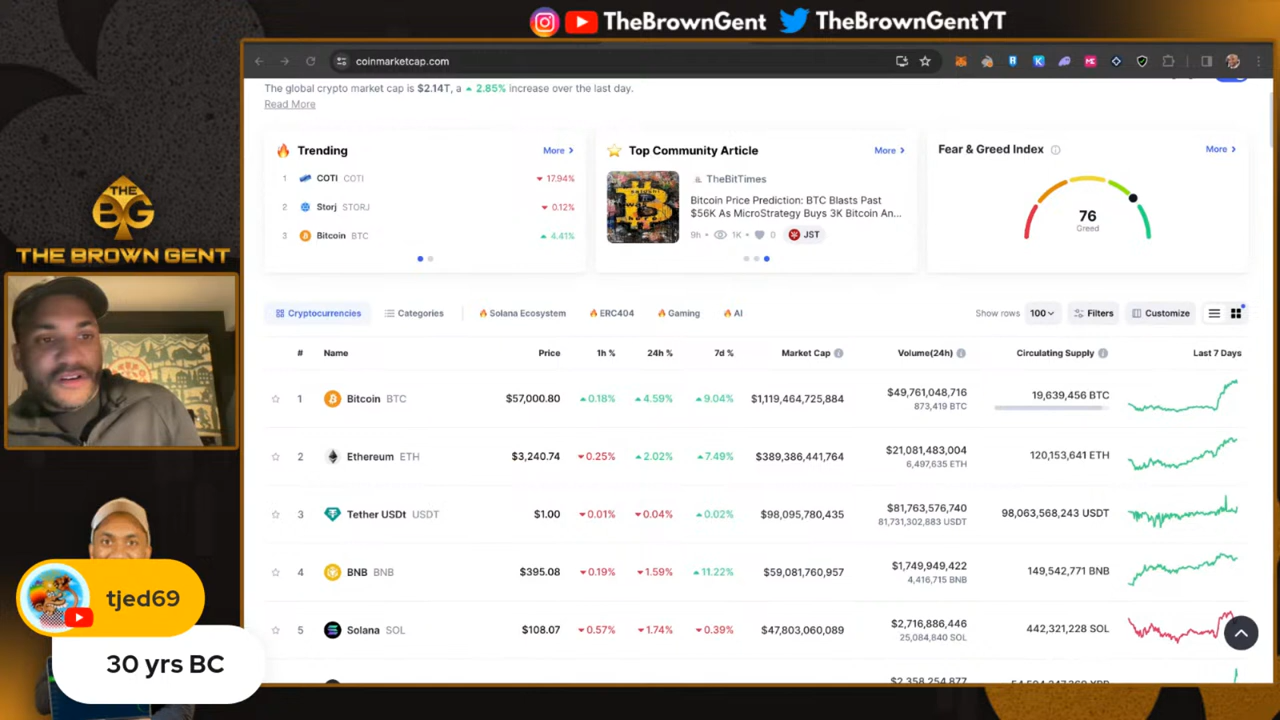 TheBrownGent TheBrownGentYT
coinmarketcap.com
The global crypto market cap is $2.14T, a 2.85% increase over the last day.
Read More
Trending More
1 COTI COTI 17.94%
2 Storj STORJ 0.12%
3 Bitcoin BTC 4.41%
Top Community Article More
TheBitTimes
Bitcoin Price Prediction: BTC Blasts Past
$56K As MicroStrategy Buys 3K Bitcoin An...
9h 1K 0 JST
Fear & Greed Index More
76
Greed
THE
BG
THE BROWN GENT
Cryptocurrencies Categories Solana Ecosystem ERC404 Gaming AI Show rows 100 Filters Customize
# Name Price 1h % 24h % 7d % Market Cap Volume(24h) Circulating Supply Last 7 Days
1 Bitcoin BTC $57,000.80 0.18% 4.59% 9.04% $1,119,464,725,884 $49,761,048,716 19,639,456 BTC
873,419 BTC
2 Ethereum ETH $3,240.74 0.25% 2.02% 7.49% $389,386,441,764 $21,081,483,004 120,153,641 ETH
6,497,635 ETH
3 Tether USDt USDT $1.00 0.01% 0.04% 0.02% $98,095,780,435 $81,763,576,740 98,063,568,243 USDT
81,731,302,883 USDT
4 BNB BNB $395.08 0.19% 1.59% 11.22% $59,081,760,957 $1,749,949,422 149,542,771 BNB
4,416,715 BNB
5 Solana SOL $108.07 0.57% 1.74% 0.39% $47,803,060,089 $2,716,886,446 442,321,228 SOL
25,084,840 SOL
tjed69
30 yrs BC